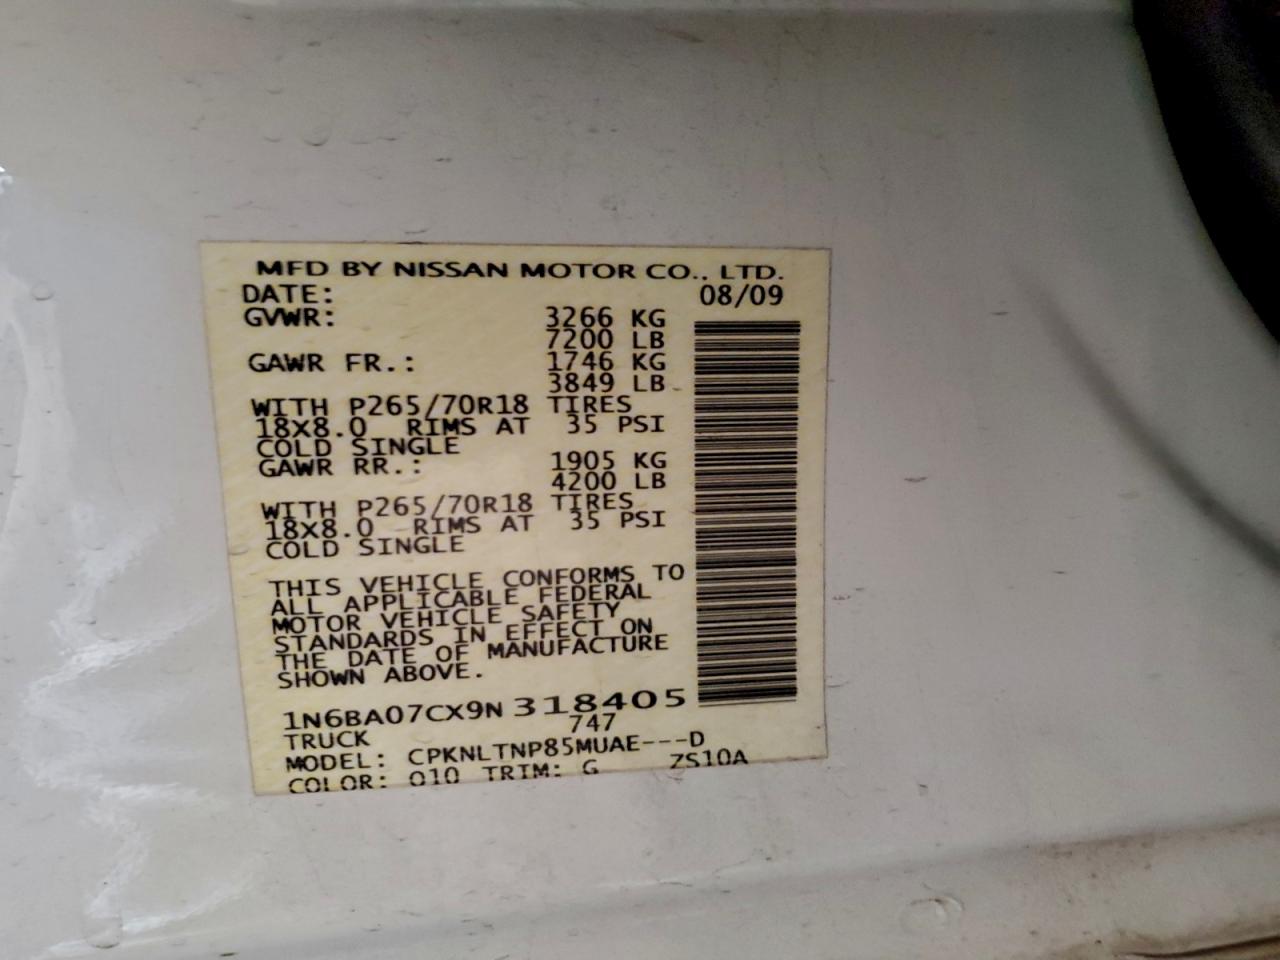 MFD BY NISSAN MOTOR CO., LTD.
DATE: 08/09
GVWR: 3266 KG
7200 LB
GAWR FR.: 1746 KG
3849 LB
WITH P265/70R18 TIRES
18X8.0 RIMS AT 35 PSI
COLD SINGLE
GAWR RR.: 1905 KG
4200 LB
WITH P265/70R18 TIRES
18X8.0 RIMS AT 35 PSI
COLD SINGLE
THIS VEHICLE CONFORMS TO
ALL APPLICABLE FEDERAL
MOTOR VEHICLE SAFETY
STANDARDS IN EFFECT ON
THE DATE OF MANUFACTURE
SHOWN ABOVE.
1N6BA07CX9N318405
TRUCK 747
MODEL: CPKNLTNP85MUAE---D
COLOR: Q10 TRIM: G ZS10A